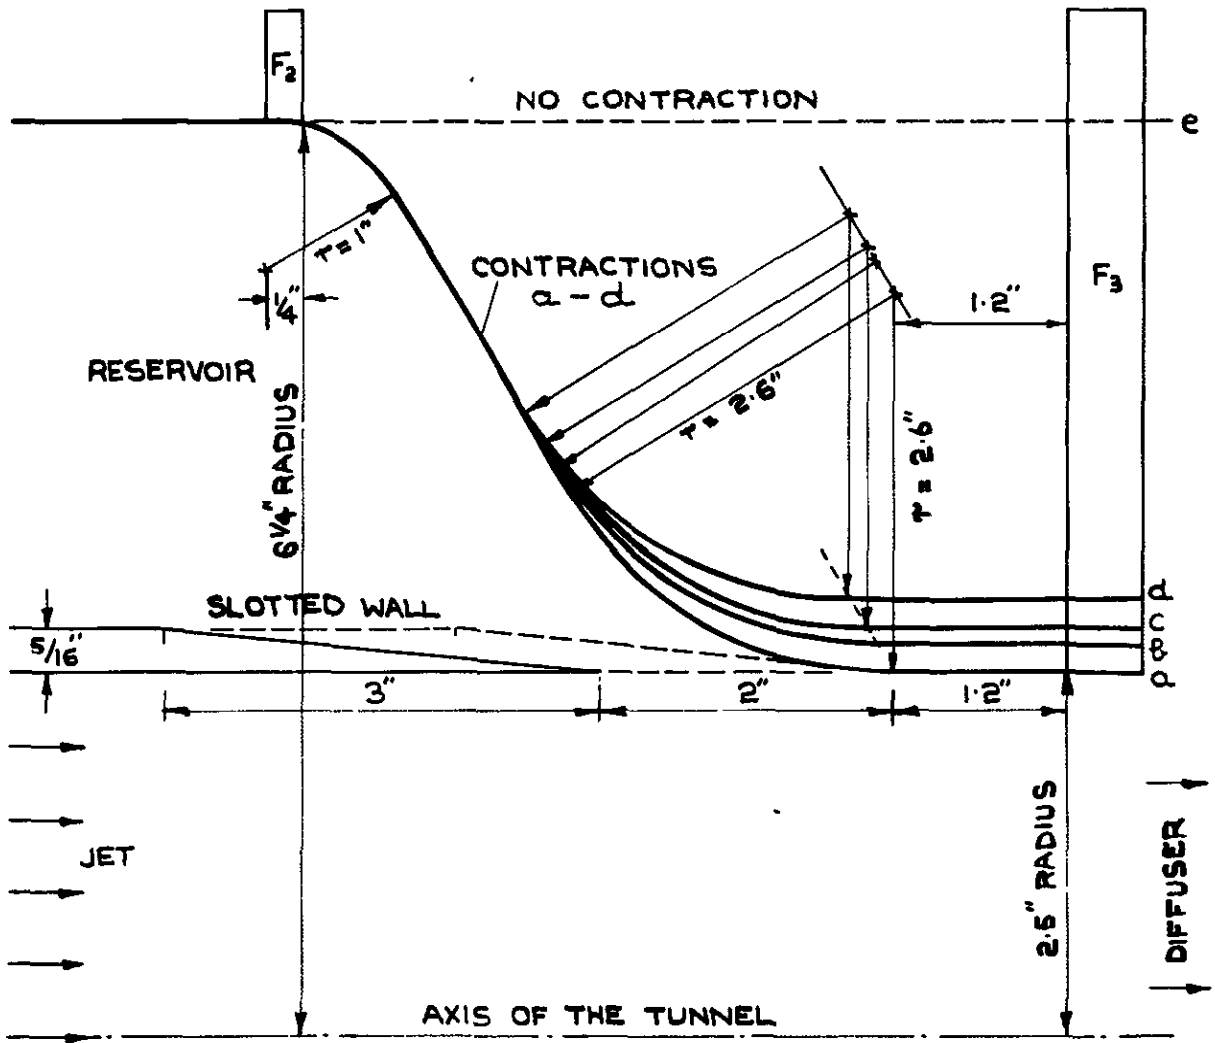 F2
NO CONTRACTION
e
r = 1"
1/4"
CONTRACTIONS
a - d
F3
1.2"
RESERVOIR
6 1/4" RADIUS
r = 2.6"
r = 2.6"
SLOTTED WALL
5/16"
d
c
b
a
3"
2"
1.2"
JET
2.5" RADIUS
DIFFUSER
AXIS OF THE TUNNEL